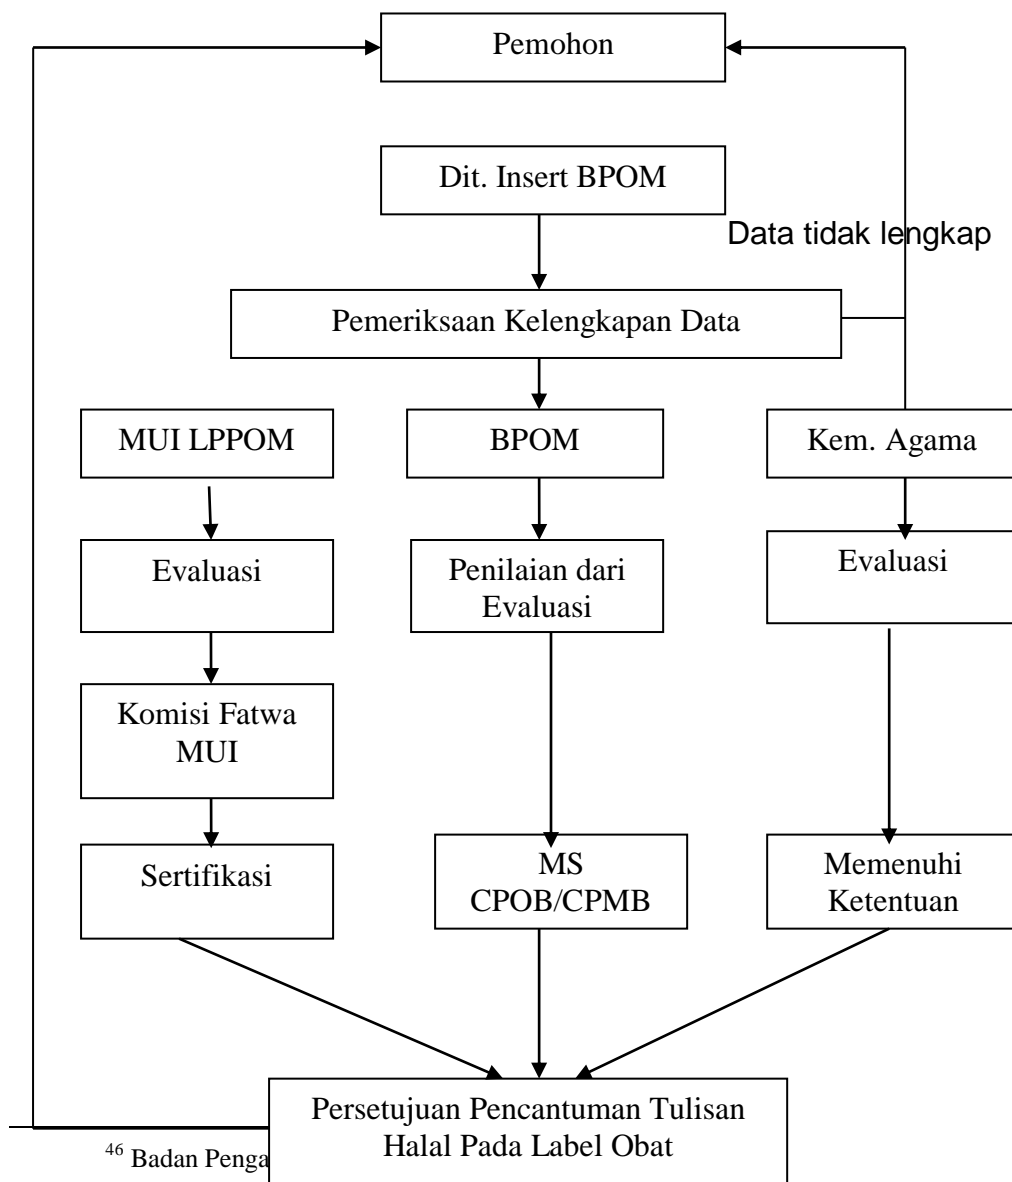 Pemohon
Dit. Insert BPOM
Data tidak lengkap
Pemeriksaan Kelengkapan Data
MUI LPPOM
BPOM
Kem. Agama
Evaluasi
Penilaian dari
Evaluasi
Evaluasi
Komisi Fatwa
MUI
Sertifikasi
MS
CPOB/CPMB
Memenuhi
Ketentuan
Persetujuan Pencantuman Tulisan
Halal Pada Label Obat
46 Badan Penga